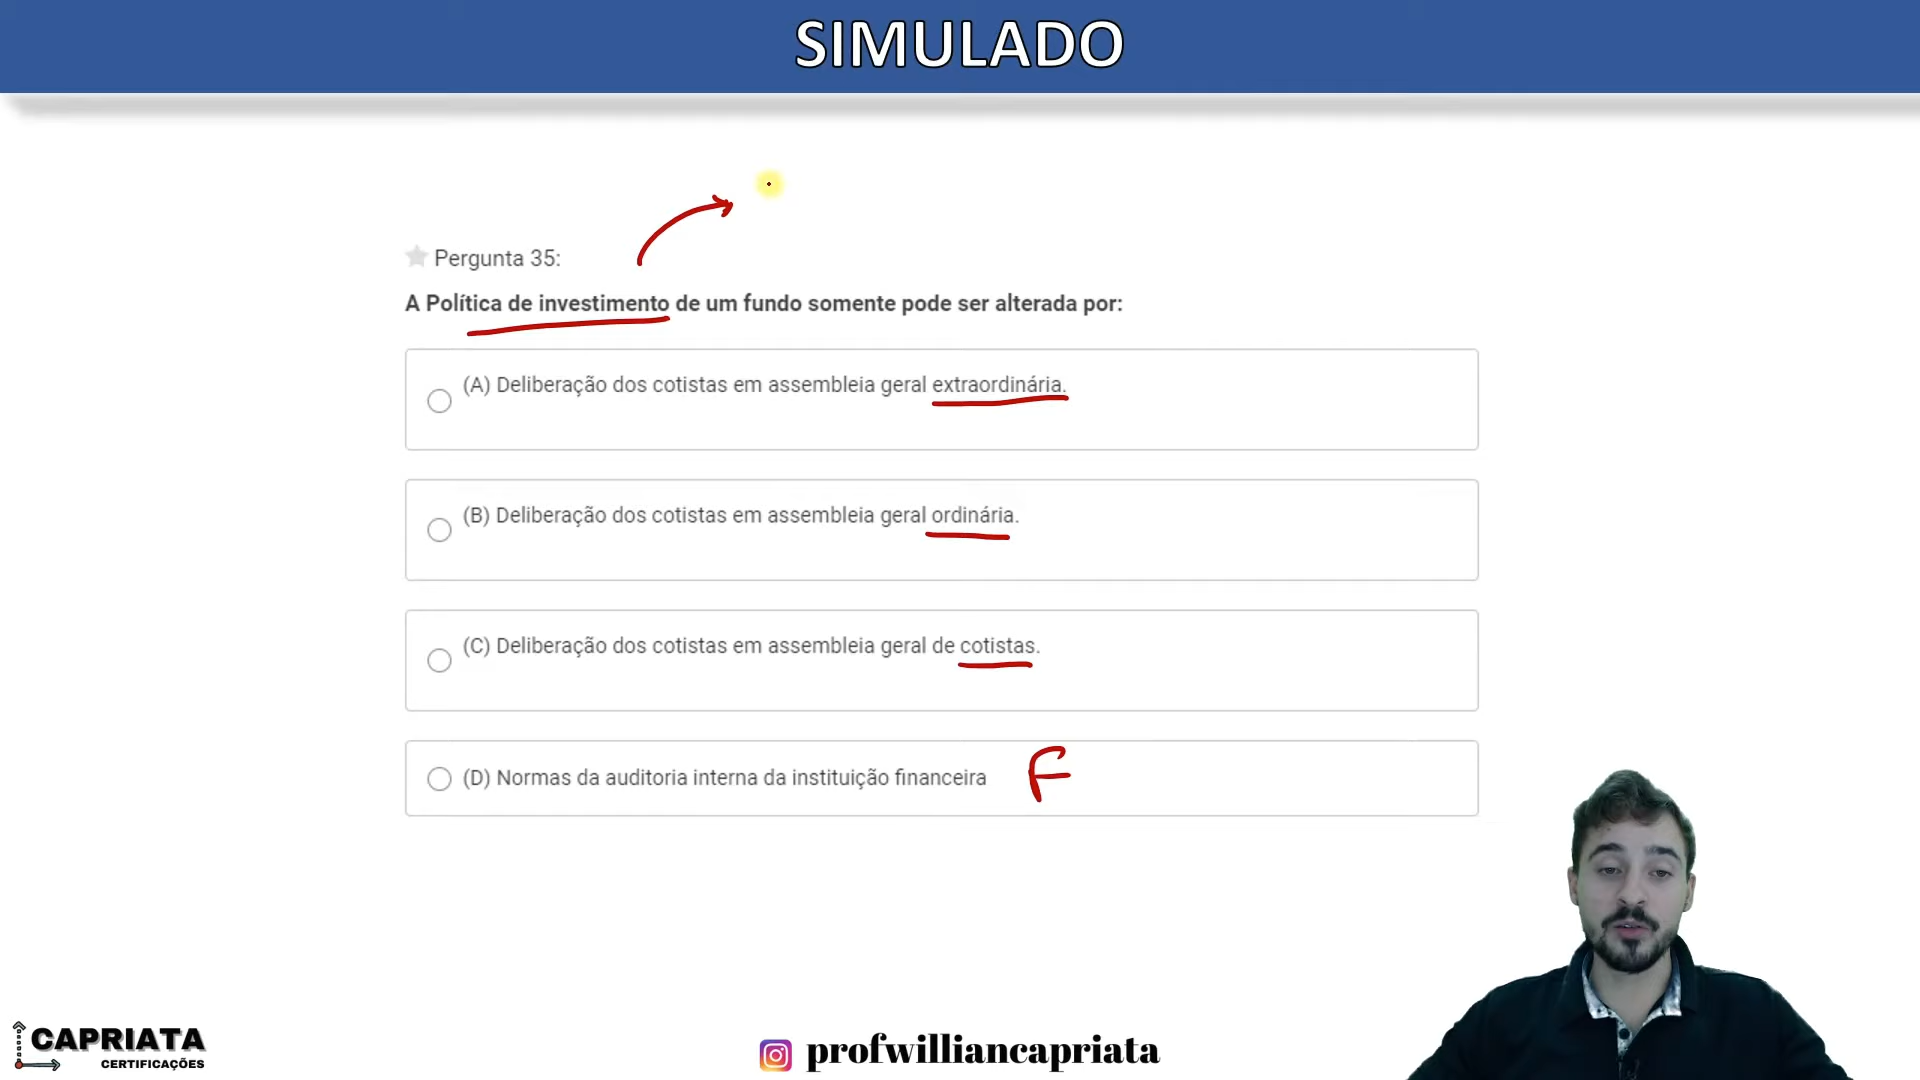 SIMULADO
Pergunta 35:
A Política de investimento de um fundo somente pode ser alterada por:
(A) Deliberação dos cotistas em assembleia geral extraordinária.
(B) Deliberação dos cotistas em assembleia geral ordinária.
(C) Deliberação dos cotistas em assembleia geral de cotistas.
(D) Normas da auditoria interna da instituição financeira F
CAPRIATA
CERTIFICAÇÕES
profwilliancapriata